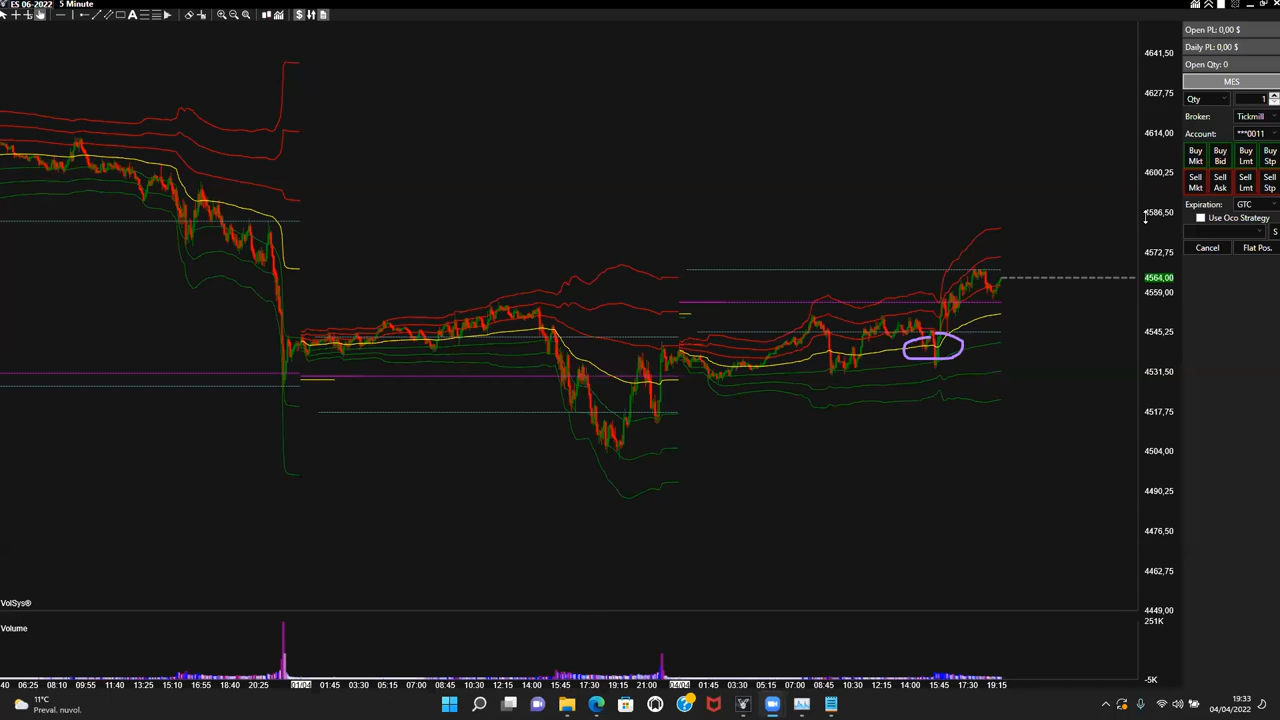 ES 06-2022 5 Minute
Open PL: 0,00 $
Daily PL: 0,00 $
Open Qty: 0
MES
Qty 1
Broker: Tickmill
Account: ***0011
Buy Mkt
Buy Bid
Buy Lmt
Buy Stp
Sell Mkt
Sell Ask
Sell Lmt
Sell Stp
Expiration: GTC
Use Oco Strategy
S
Cancel
Flat Pos.
4641,50
4627,75
4614,00
4600,25
4586,50
4572,75
4564,00
4559,00
4545,25
4531,50
4517,75
4504,00
4490,25
4476,50
4462,75
4449,00
VolSys®
Volume
251K
-5K
40 06:25 08:10 09:55 11:40 13:25 15:10 16:55 18:40 20:25 01/04 01:45 03:30 05:15 07:00 08:45 10:30 12:15 14:00 15:45 17:30 19:15 21:00 04/04 01:45 03:30 05:15 07:00 08:45 10:30 12:15 14:00 15:45 17:30 19:15
11°C
Preval. nuvol.
19:33
04/04/2022